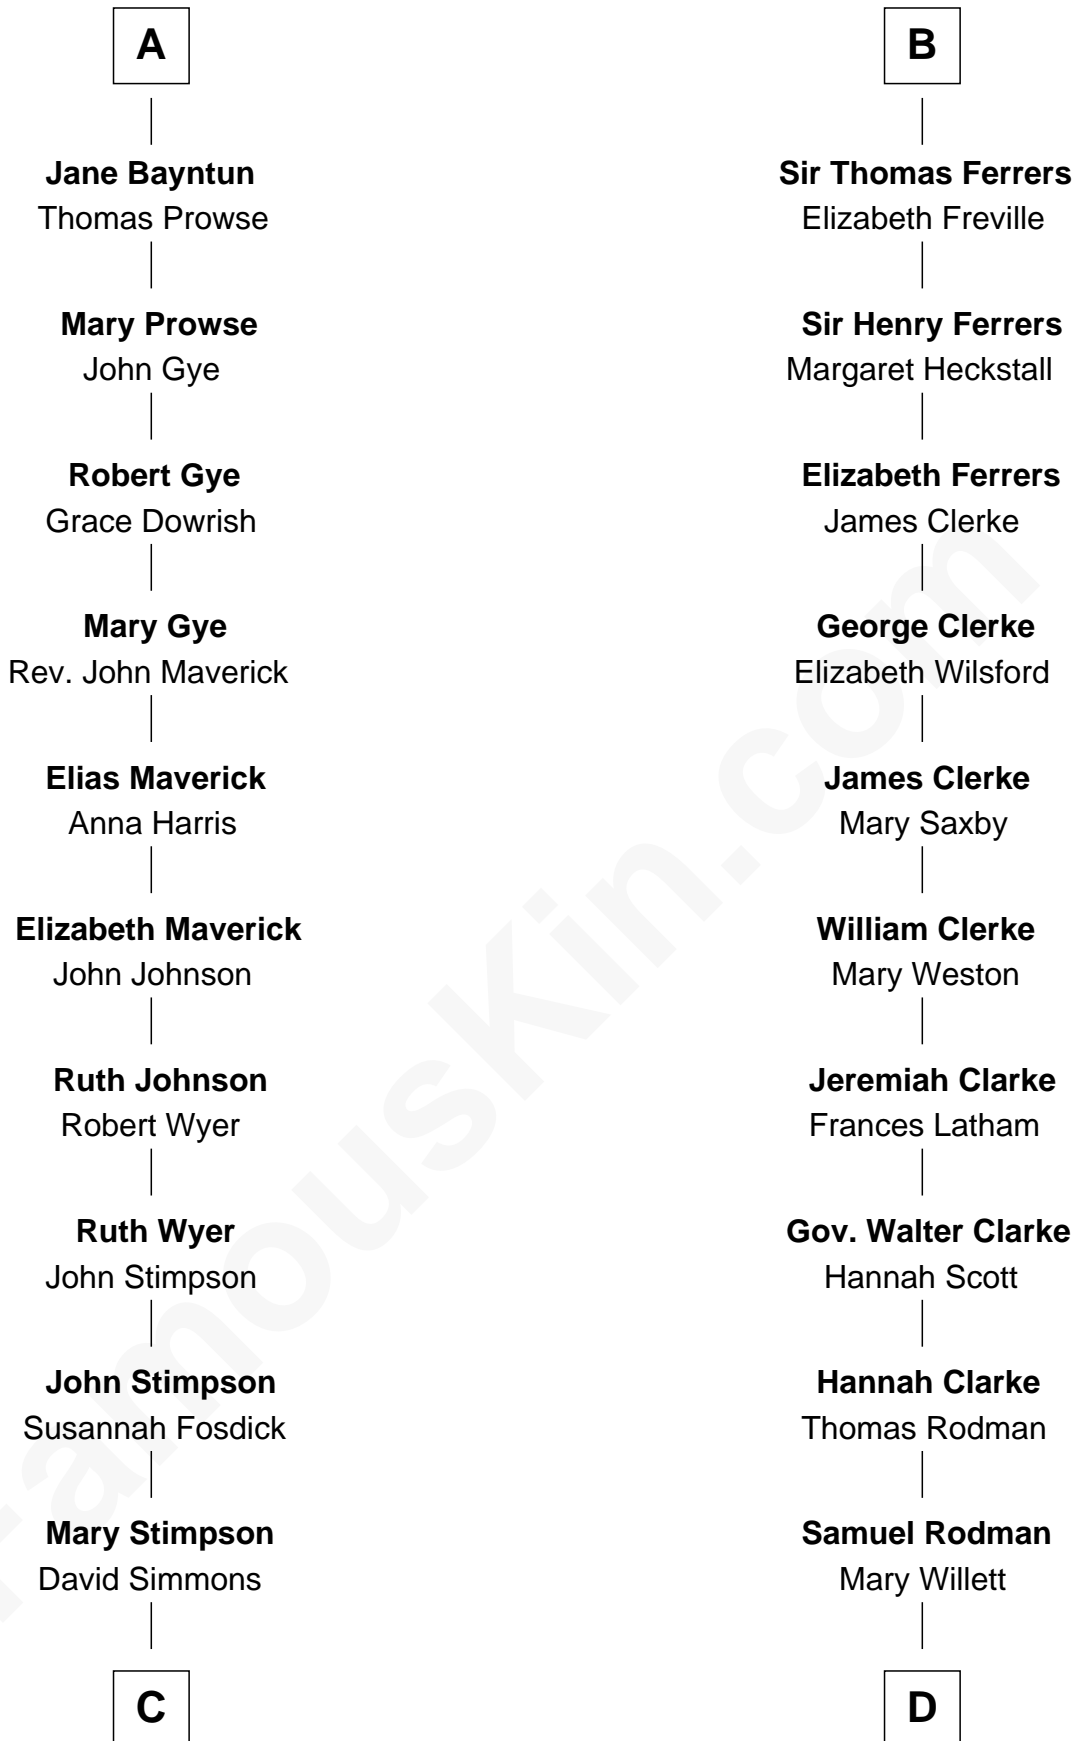 A
Jane Bayntun
Thomas Prowse
Mary Prowse
John Gye
Robert Gye
Grace Dowrish
Mary Gye
Rev. John Maverick
Elias Maverick
Anna Harris
Elizabeth Maverick
John Johnson
Ruth Johnson
Robert Wyer
Ruth Wyer
John Stimpson
John Stimpson
Susannah Fosdick
Mary Stimpson
David Simmons
C
B
Sir Thomas Ferrers
Elizabeth Freville
Sir Henry Ferrers
Margaret Heckstall
Elizabeth Ferrers
James Clerke
George Clerke
Elizabeth Wilsford
James Clerke
Mary Saxby
William Clerke
Mary Weston
Jeremiah Clarke
Frances Latham
Gov. Walter Clarke
Hannah Scott
Hannah Clarke
Thomas Rodman
Samuel Rodman
Mary Willett
D
FamousKin.com